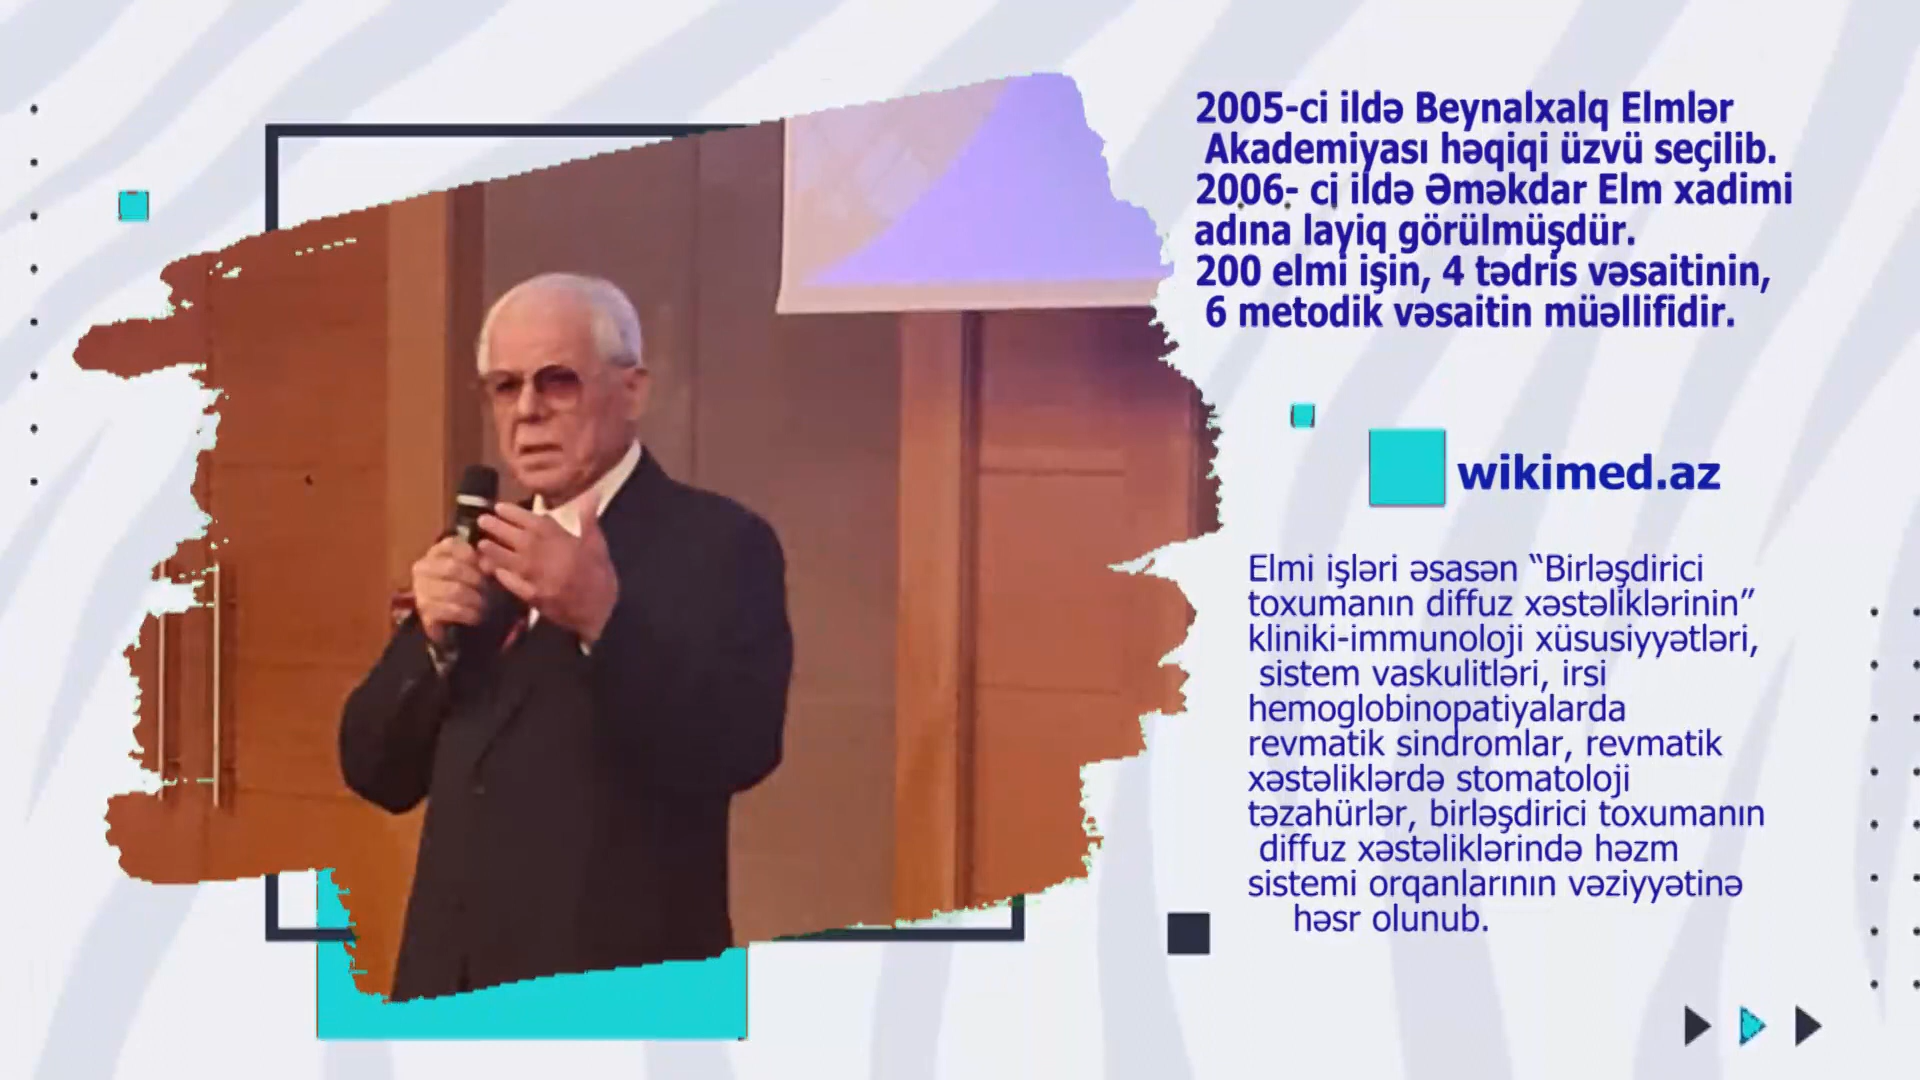 2005-ci ildə Beynalxalq Elmlər
Akademiyası həqiqi üzvü seçilib.
2006- ci ildə Əməkdar Elm xadimi
adına layiq görülmüşdür.
200 elmi işin, 4 tədris vəsaitinin,
6 metodik vəsaitin müəllifidir.
wikimed.az
Elmi işləri əsasən “Birləşdirici
toxumanın diffuz xəstəliklərinin”
kliniki-immunoloji xüsusiyyətləri,
sistem vaskulitləri, irsi
hemoglobinopatiyalarda
revmatik sindromlar, revmatik
xəstəliklərdə stomatoloji
təzahürlər, birləşdirici toxumanın
diffuz xəstəliklərində həzm
sistemi orqanlarının vəziyyətinə
həsr olunub.